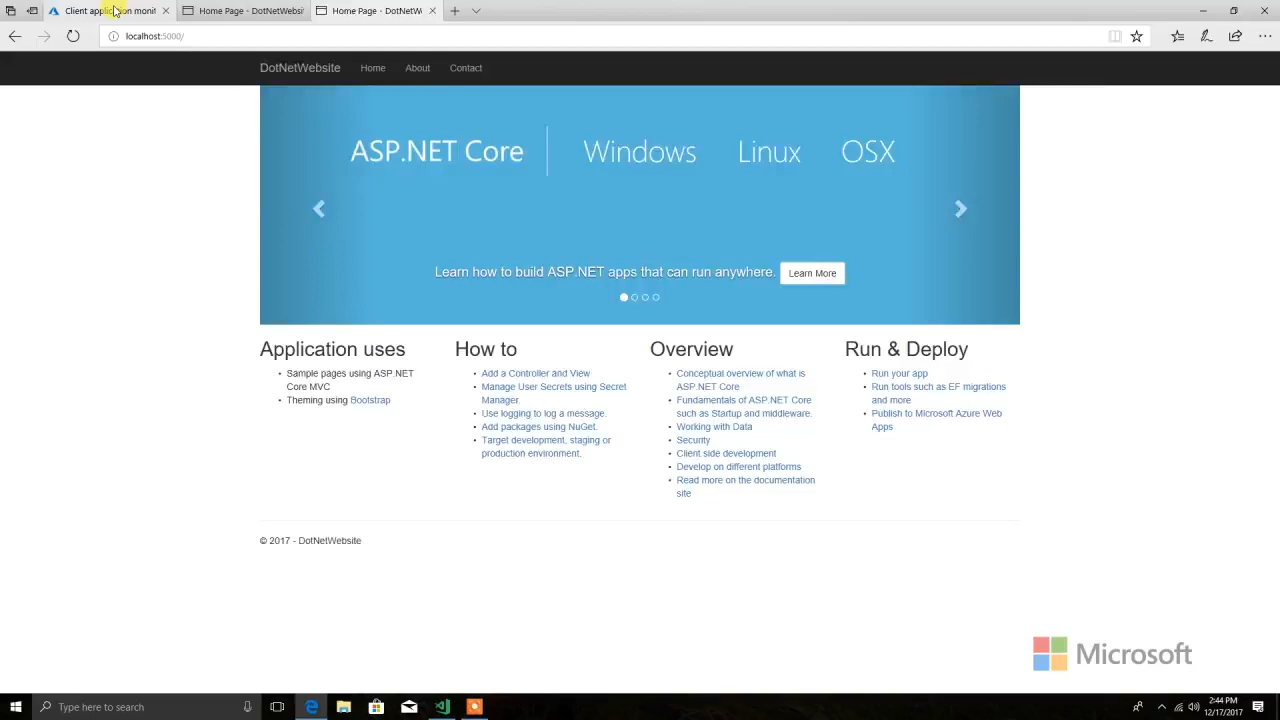 Client application monit
Home Page - DotNetWebs
Home Page - DotNetW
localhost:5000/
DotNetWebsite Home About Contact
ASP.NET Core Windows Linux OSX
Learn how to build ASP.NET apps that can run anywhere. Learn More
Application uses
Sample pages using ASP.NET
Core MVC
Theming using Bootstrap
How to
Add a Controller and View
Manage User Secrets using Secret
Manager.
Use logging to log a message.
Add packages using NuGet.
Target development, staging or
production environment.
Overview
Conceptual overview of what is
ASP.NET Core
Fundamentals of ASP.NET Core
such as Startup and middleware.
Working with Data
Security
Client side development
Develop on different platforms
Read more on the documentation
site
Run & Deploy
Run your app
Run tools such as EF migrations
and more
Publish to Microsoft Azure Web
Apps
© 2017 - DotNetWebsite
Microsoft
Type here to search
2:44 PM
12/17/2017